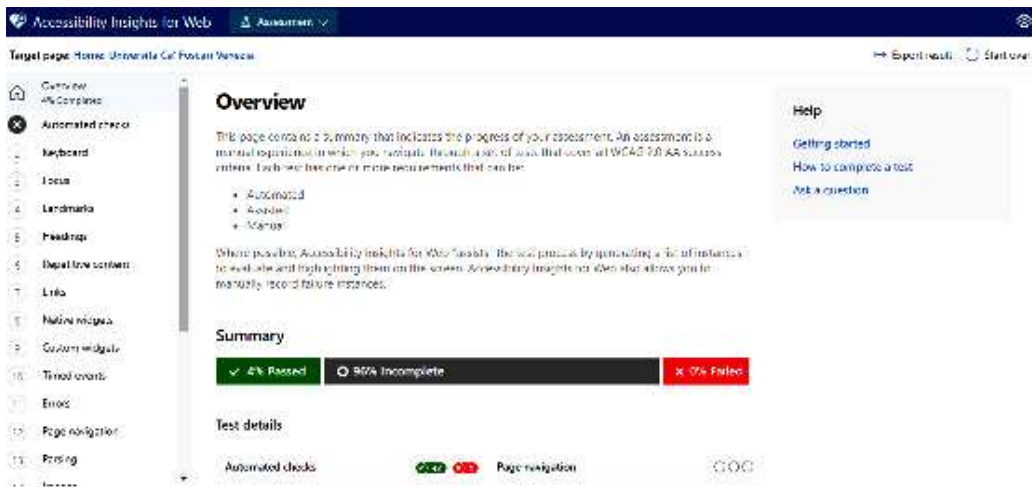 Accessibility Insights for Web
Assessment
Target page: Home: Università Ca' Foscari Venezia
Export result
Start over
Overview
4% Completed
Automated checks
Keyboard
Focus
Landmarks
Headings
Repetitive content
Links
Native widgets
Custom widgets
Timed events
Errors
Page navigation
Parsing
Images
Overview
This page contains a summary that indicates the progress of your assessment. An assessment is a
manual experience in which you navigate through a set of tests that cover all WCAG 2.0 AA success
criteria. Each test has one or more requirements that can be:
• Automated
• Assisted
• Manual
Where possible, Accessibility Insights for Web "assists" the test process by generating a list of instances
to evaluate and highlighting them on the screen. Accessibility Insights for Web also allows you to
manually record failure instances.
Summary
4% Passed
96% Incomplete
0% Failed
Test details
Automated checks
Page navigation
Help
Getting started
How to complete a test
Ask a question